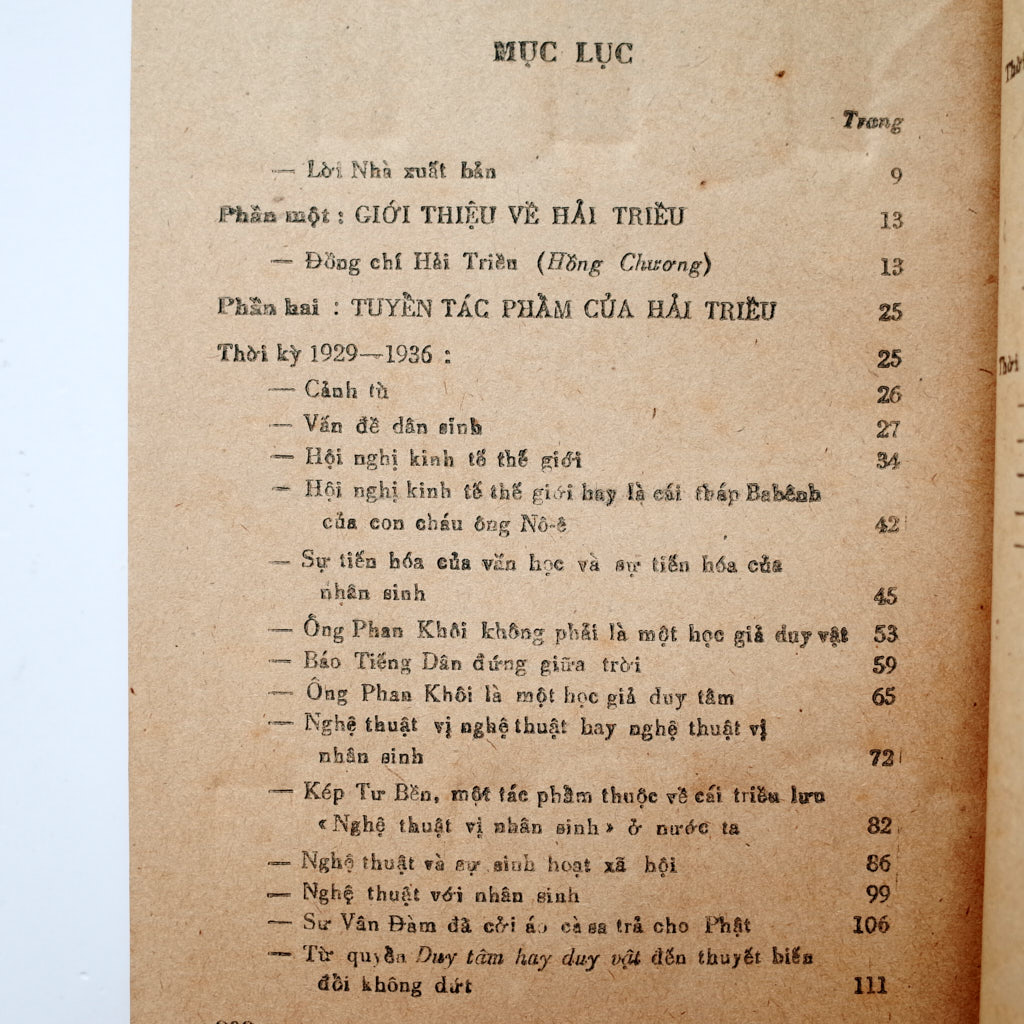 MỤC LỤC
Trang
— Lời Nhà xuất bản 9
Phần một : GIỚI THIỆU VỀ HẢI TRIỀU 13
— Đồng chí Hải Triều (Hồng Chương) 13
Phần hai : TUYỂN TÁC PHẨM CỦA HẢI TRIỀU 25
Thời kỳ 1929—1936 : 25
— Cảnh tù 26
— Vấn đề dân sinh 27
— Hội nghị kinh tế thế giới 34
— Hội nghị kinh tế thế giới hay là cái tháp Babênh
của con cháu ông Nô-ê 42
— Sự tiến hóa của văn học và sự tiến hóa của
nhân sinh 45
— Ông Phan Khôi không phải là một học giả duy vật 53
— Báo Tiếng Dân đứng giữa trời 59
— Ông Phan Khôi là một học giả duy tâm 65
— Nghệ thuật vị nghệ thuật hay nghệ thuật vị
nhân sinh 72
— Kép Tư Bền, một tác phẩm thuộc về cái triều lưu
«Nghệ thuật vị nhân sinh» ở nước ta 82
— Nghệ thuật và sự sinh hoạt xã hội 86
— Nghệ thuật với nhân sinh 99
— Sư Vân Đàm đã cởi áo cà sa trả cho Phật 106
— Từ quyển Duy tâm hay duy vật đến thuyết biến
đổi không dứt 111
Thời
Thời